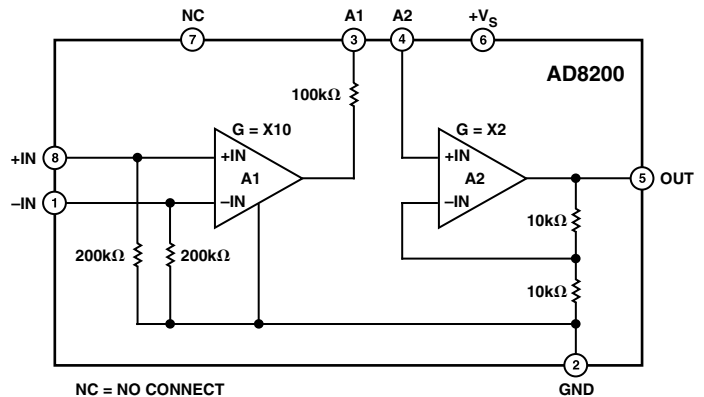 NC A1 A2 +VS
7 3 4 6
AD8200
100kΩ
G = X10 G = X2
+IN 8 +IN +IN
A1 A2 5 OUT
–IN 1 –IN –IN
10kΩ
200kΩ 200kΩ
10kΩ
2
NC = NO CONNECT GND